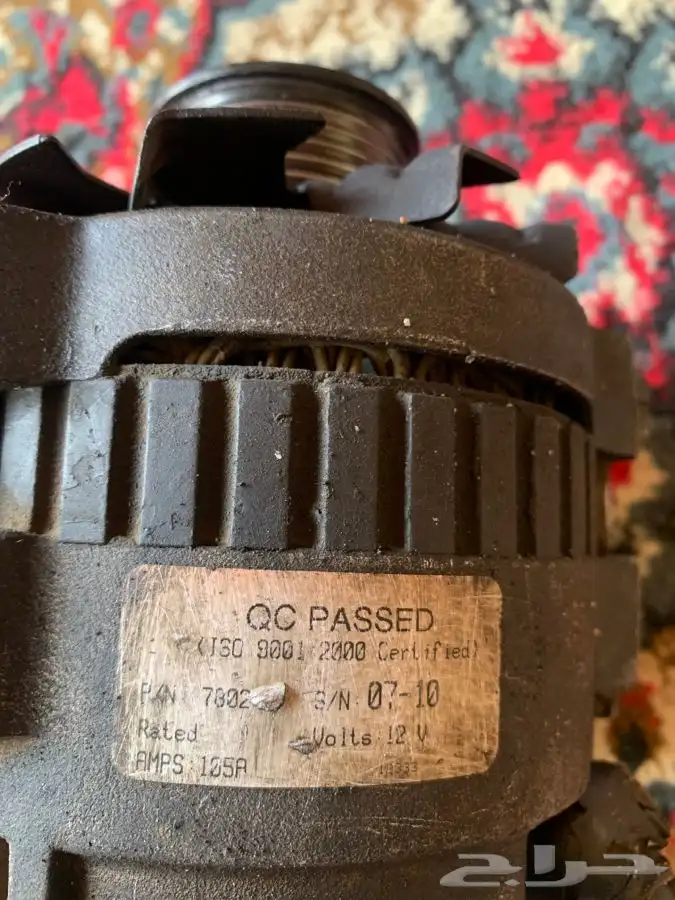 QC PASSED
(ISO 9001:2000 Certified)
P/N: 7802
S/N: 07-10
Rated
Volts: 12 V
AMPS: 105A
حراج